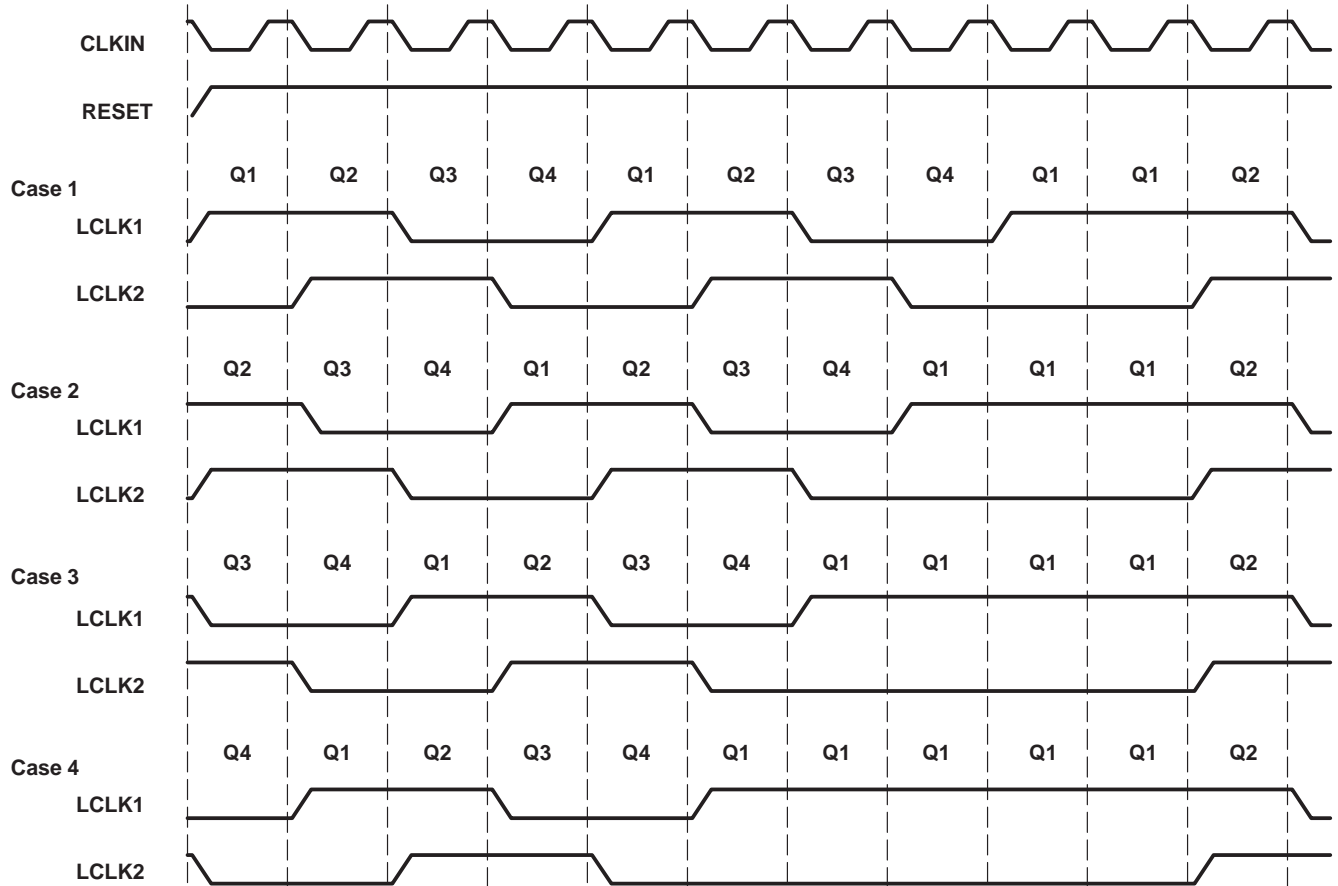 CLKIN
RESET
Q1 Q2 Q3 Q4 Q1 Q2 Q3 Q4 Q1 Q1 Q2
Case 1
LCLK1
LCLK2
Q2 Q3 Q4 Q1 Q2 Q3 Q4 Q1 Q1 Q1 Q2
Case 2
LCLK1
LCLK2
Q3 Q4 Q1 Q2 Q3 Q4 Q1 Q1 Q1 Q1 Q2
Case 3
LCLK1
LCLK2
Q4 Q1 Q2 Q3 Q4 Q1 Q1 Q1 Q1 Q1 Q2
Case 4
LCLK1
LCLK2